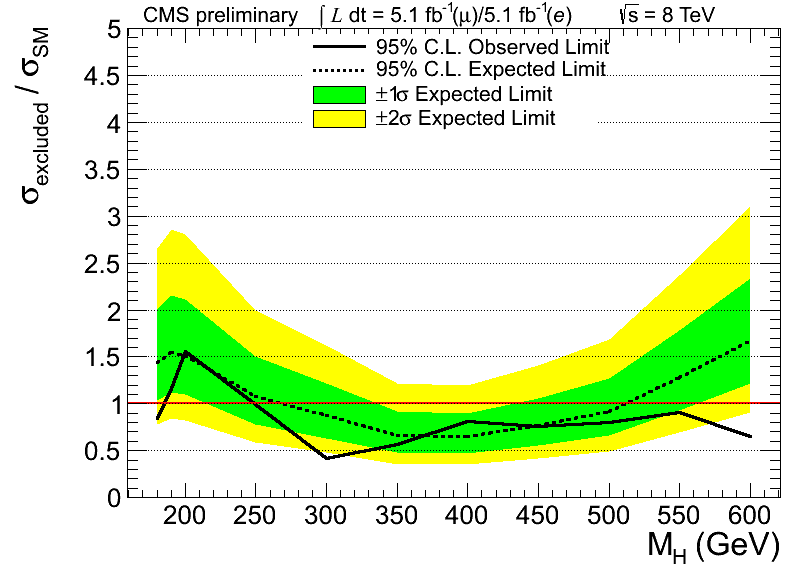 CMS preliminary ∫ L dt = 5.1 fb⁻¹(μ)/5.1 fb⁻¹(e) √s = 8 TeV
σexcluded / σSM
95% C.L. Observed Limit
95% C.L. Expected Limit
±1σ Expected Limit
±2σ Expected Limit
5
4.5
4
3.5
3
2.5
2
1.5
1
0.5
0
200 250 300 350 400 450 500 550 600
MH (GeV)